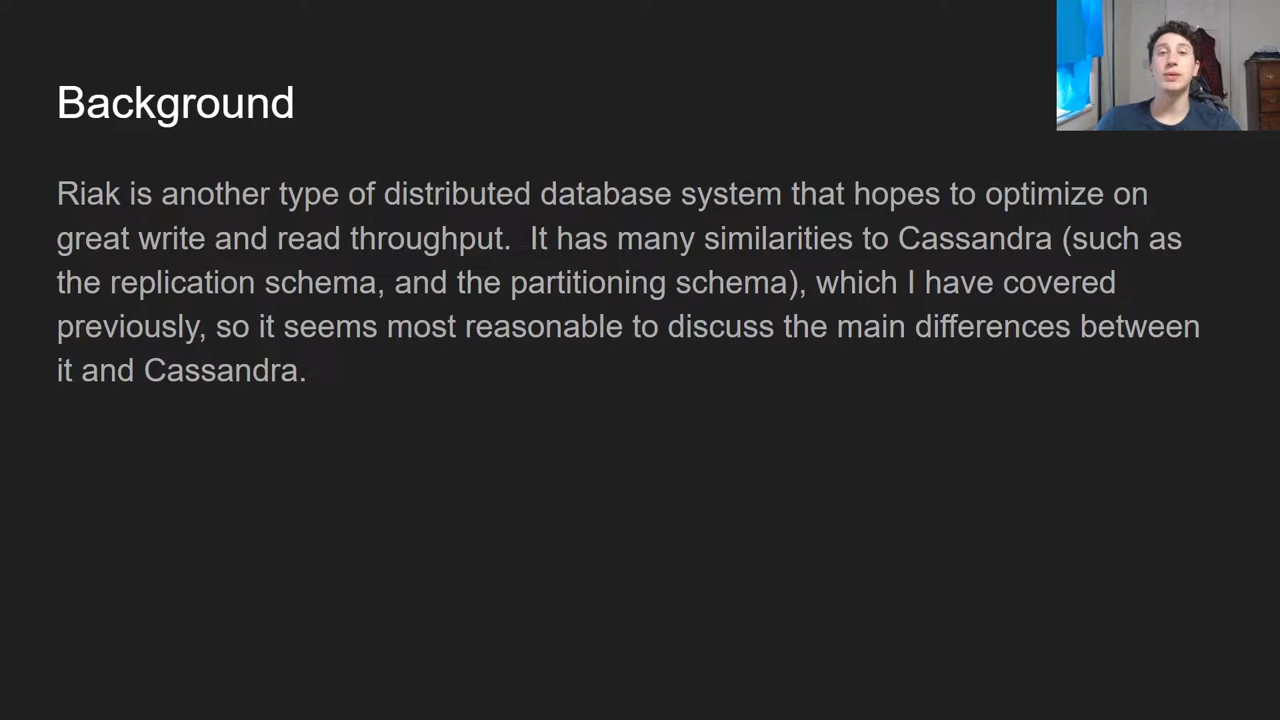 Background
Riak is another type of distributed database system that hopes to optimize on
great write and read throughput.  It has many similarities to Cassandra (such as
the replication schema, and the partitioning schema), which I have covered
previously, so it seems most reasonable to discuss the main differences between
it and Cassandra.